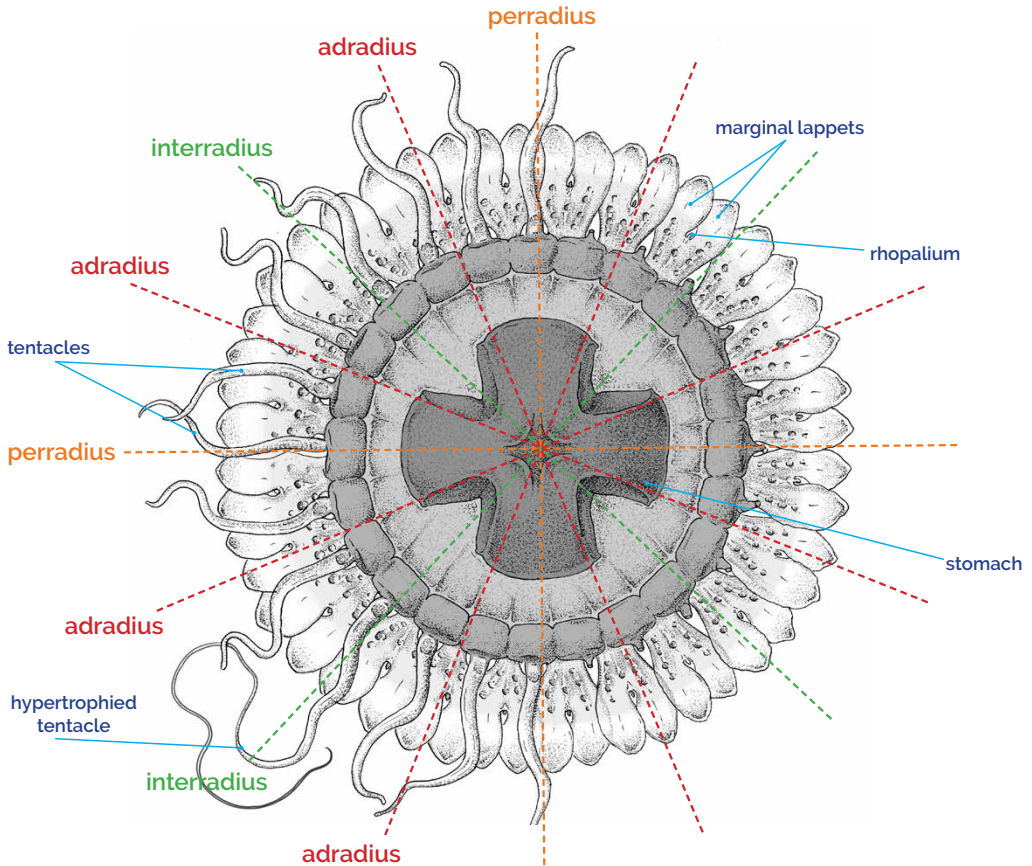 perradius
adradius
marginal lappets
interradius
rhopalium
adradius
tentacles
perradius
stomach
adradius
hypertrophied
tentacle
interradius
adradius